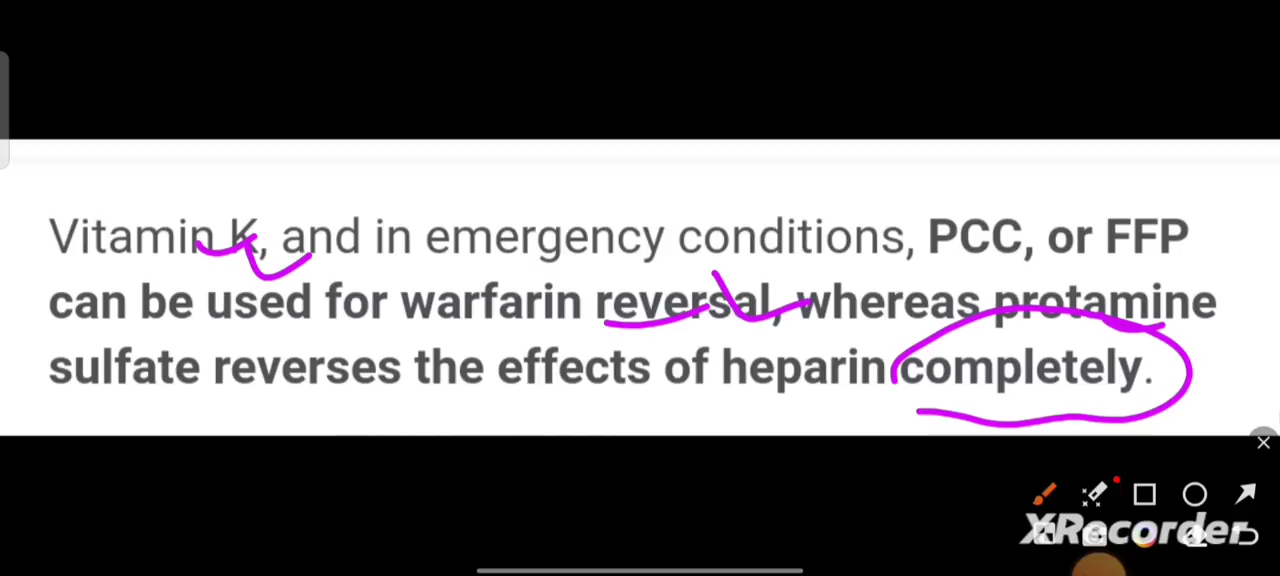 Vitamin K, and in emergency conditions, PCC, or FFP
can be used for warfarin reversal, whereas protamine
sulfate reverses the effects of heparin completely.
XRecorder